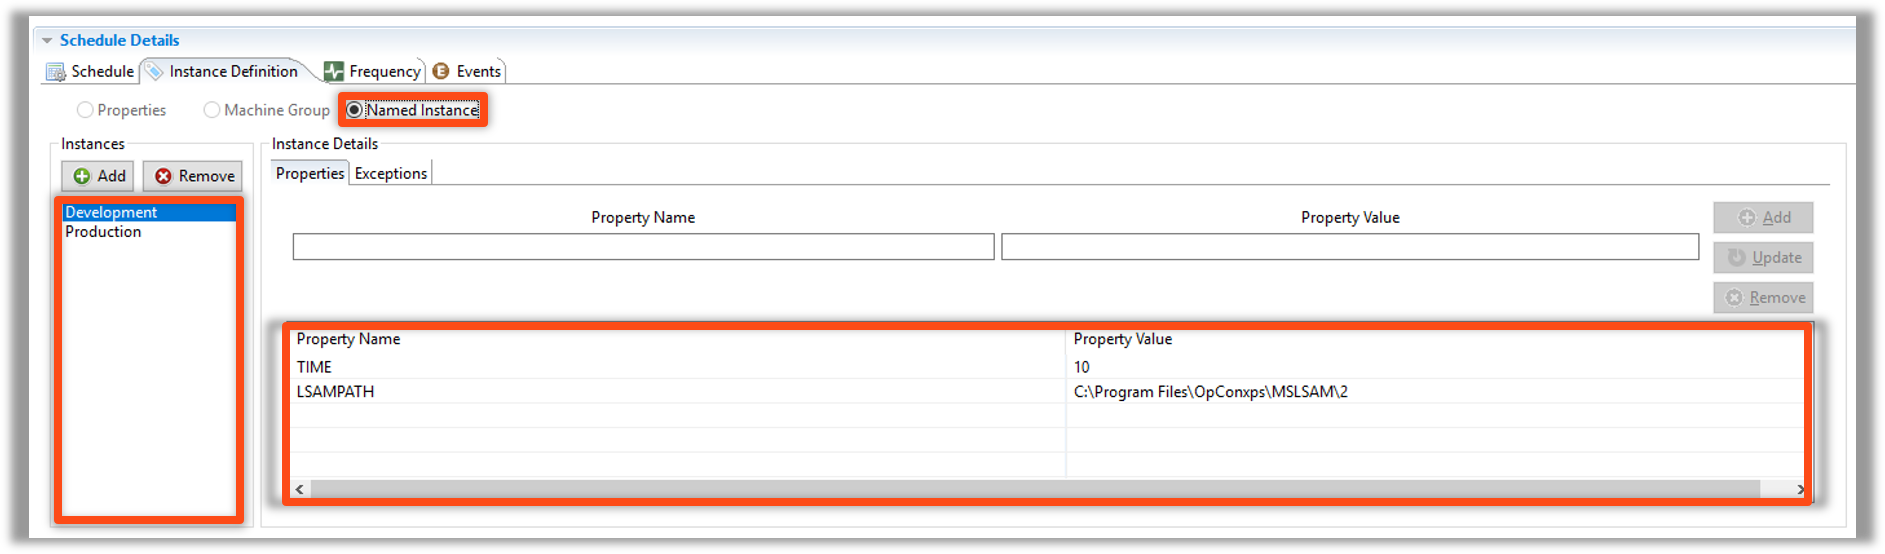 Schedule Details
Schedule Instance Definition Frequency Events
Properties Machine Group Named Instance
Instances
Add Remove
Development
Production
Instance Details
Properties Exceptions
Property Name Property Value
Add
Update
Remove
Property Name Property Value
TIME 10
LSAMPATH C:\Program Files\OpConxps\MSLSAM\2